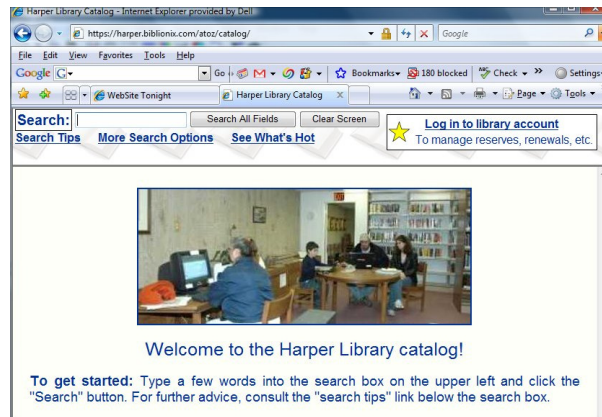 Harper Library Catalog - Internet Explorer provided by Dell
https://harper.biblionix.com/atoz/catalog/
Google
File Edit View Favorites Tools Help
Google G Go Bookmarks 180 blocked Check Settings
WebSite Tonight Harper Library Catalog X Page Tools
Search: Search All Fields Clear Screen Log in to library account
Search Tips More Search Options See What's Hot To manage reserves, renewals, etc.
Welcome to the Harper Library catalog!
To get started: Type a few words into the search box on the upper left and click the
"Search" button. For further advice, consult the "search tips" link below the search box.